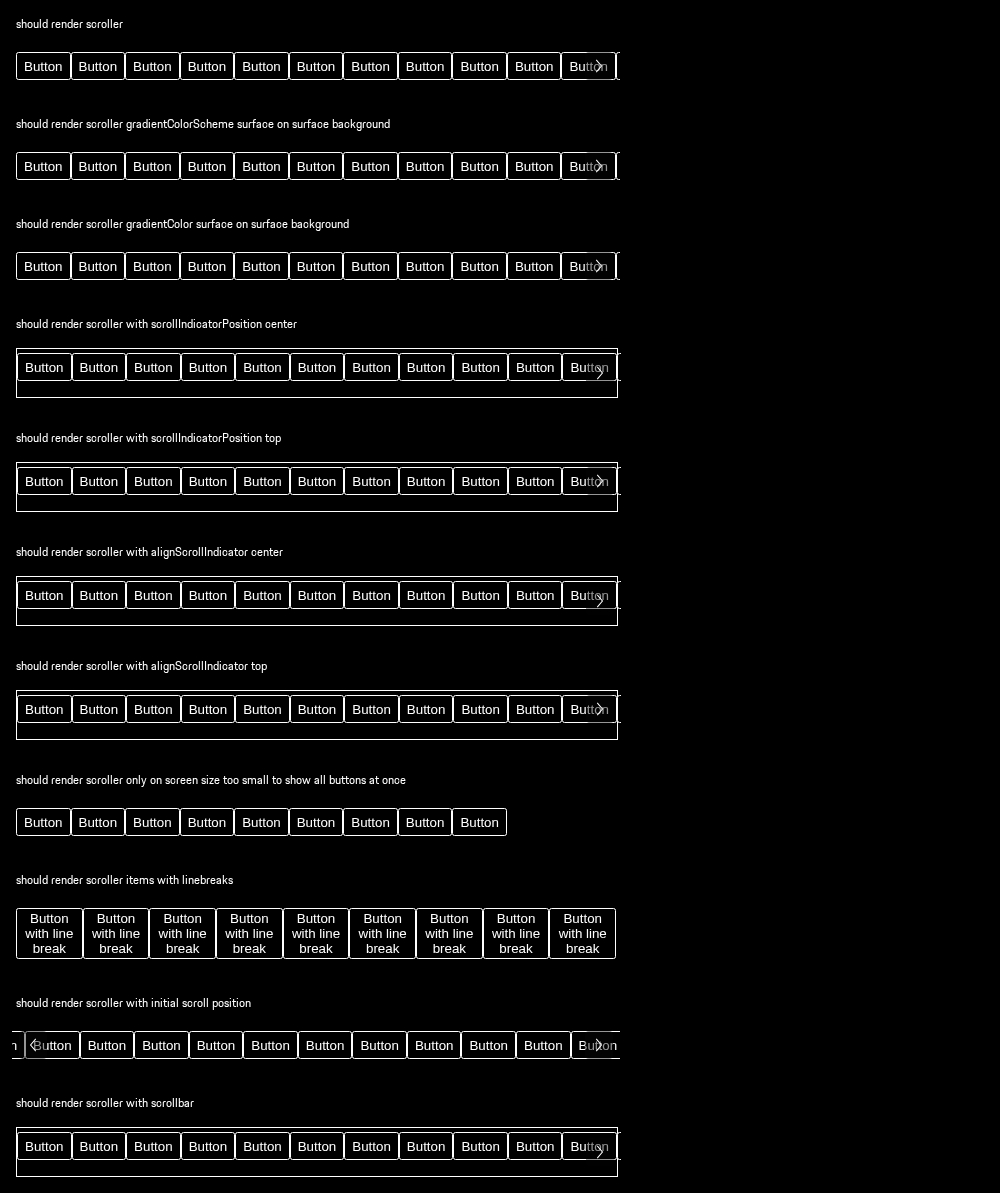 should render scroller
Button Button Button Button Button Button Button Button Button Button Button
should render scroller gradientColorScheme surface on surface background
Button Button Button Button Button Button Button Button Button Button Button
should render scroller gradientColor surface on surface background
Button Button Button Button Button Button Button Button Button Button Button
should render scroller with scrollIndicatorPosition center
Button Button Button Button Button Button Button Button Button Button Button
should render scroller with scrollIndicatorPosition top
Button Button Button Button Button Button Button Button Button Button Button
should render scroller with alignScrollIndicator center
Button Button Button Button Button Button Button Button Button Button Button
should render scroller with alignScrollIndicator top
Button Button Button Button Button Button Button Button Button Button Button
should render scroller only on screen size too small to show all buttons at once
Button Button Button Button Button Button Button Button Button
should render scroller items with linebreaks
Button Button Button Button Button Button Button Button Button
with line with line with line with line with line with line with line with line with line
break break break break break break break break break
should render scroller with initial scroll position
n Button Button Button Button Button Button Button Button Button Button Button
should render scroller with scrollbar
Button Button Button Button Button Button Button Button Button Button Button